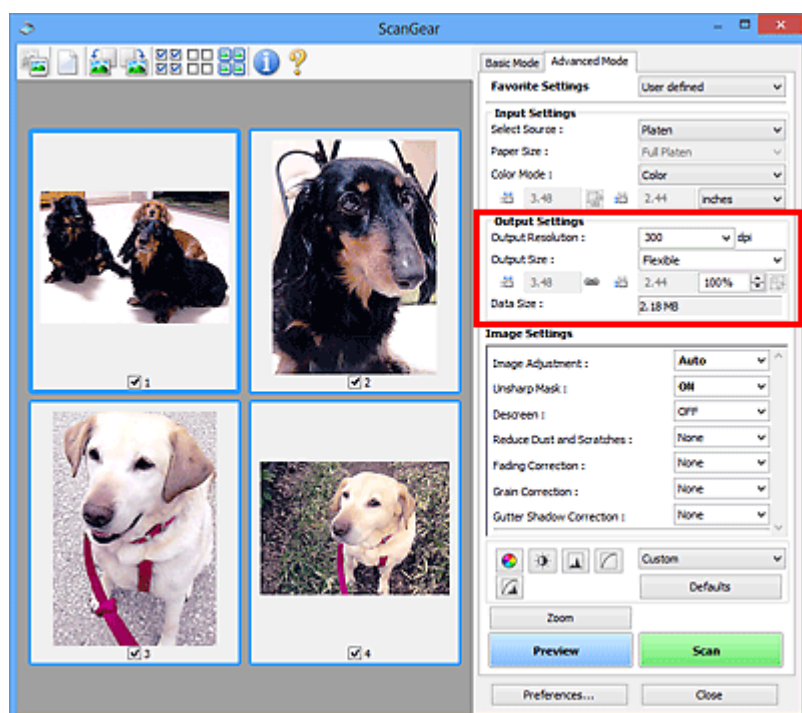 ScanGear
Basic Mode Advanced Mode
Favorite Settings User defined
Input Settings
Select Source : Platen
Paper Size : Full Platen
Color Mode : Color
3.48 2.44 inches
Output Settings
Output Resolution : 300 dpi
Output Size : Flexible
3.48 2.44 100%
Data Size : 2.18 MB
Image Settings
Image Adjustment : Auto
Unsharp Mask : ON
Descreen : OFF
Reduce Dust and Scratches : None
Fading Correction : None
Grain Correction : None
Gutter Shadow Correction : None
Custom
Defaults
Zoom
Preview Scan
Preferences... Close
1
2
3
4